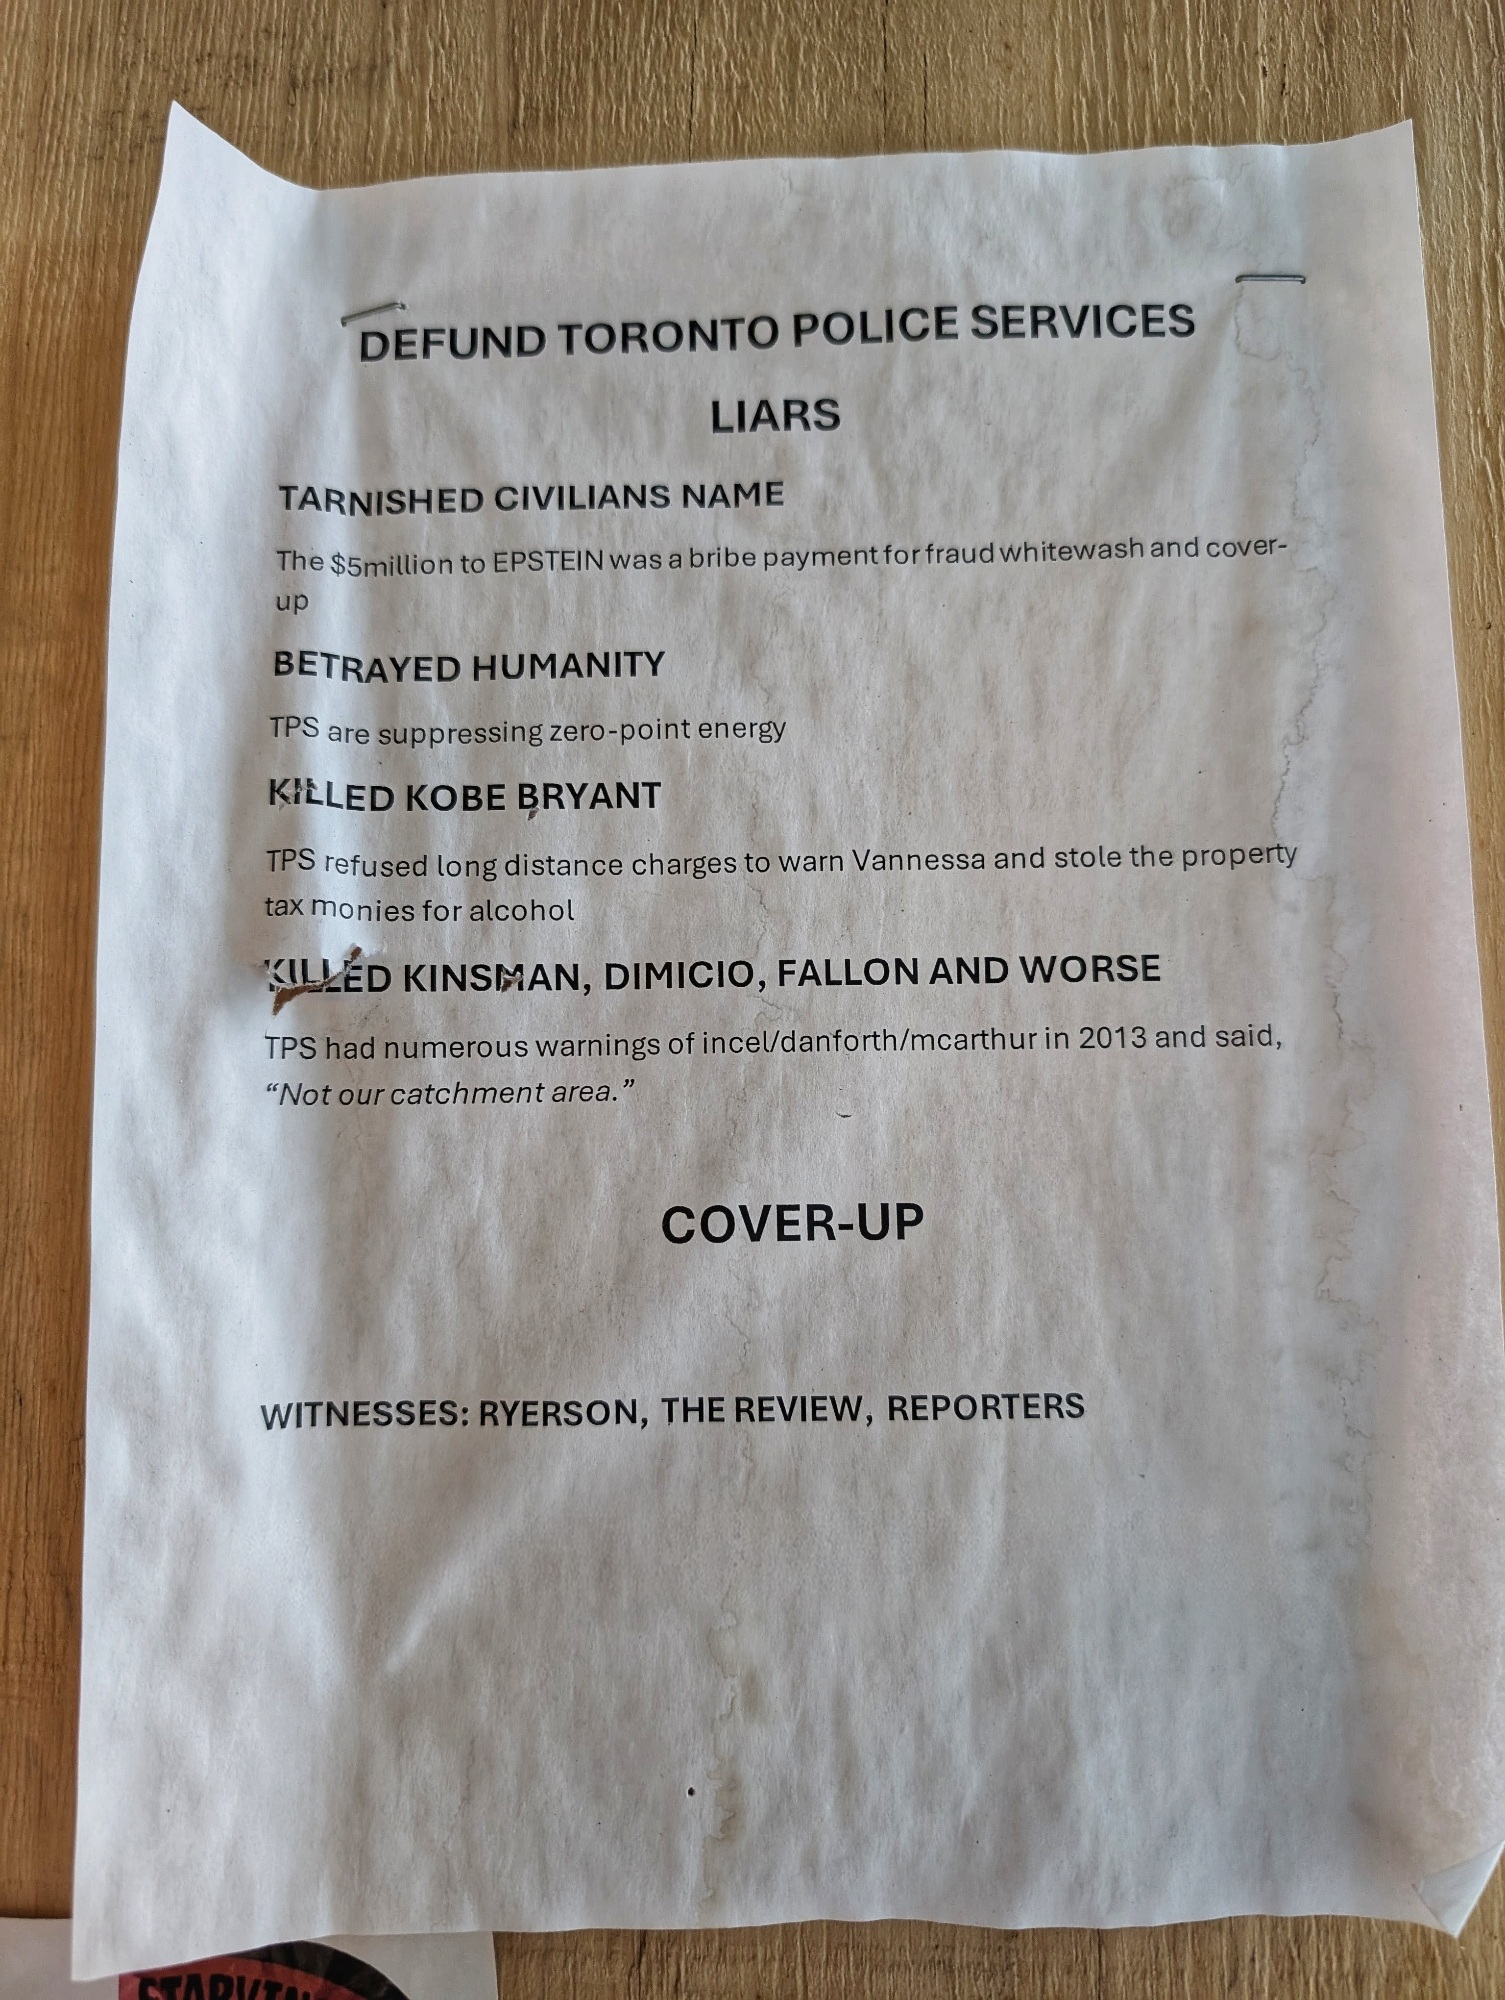 DEFUND TORONTO POLICE SERVICES
LIARS
TARNISHED CIVILIANS NAME
The $5million to EPSTEIN was a bribe payment for fraud whitewash and cover-
up
BETRAYED HUMANITY
TPS are suppressing zero-point energy
KILLED KOBE BRYANT
TPS refused long distance charges to warn Vannessa and stole the property
tax monies for alcohol
KILLED KINSMAN, DIMICIO, FALLON AND WORSE
TPS had numerous warnings of incel/danforth/mcarthur in 2013 and said,
“Not our catchment area.”
COVER-UP
WITNESSES: RYERSON, THE REVIEW, REPORTERS